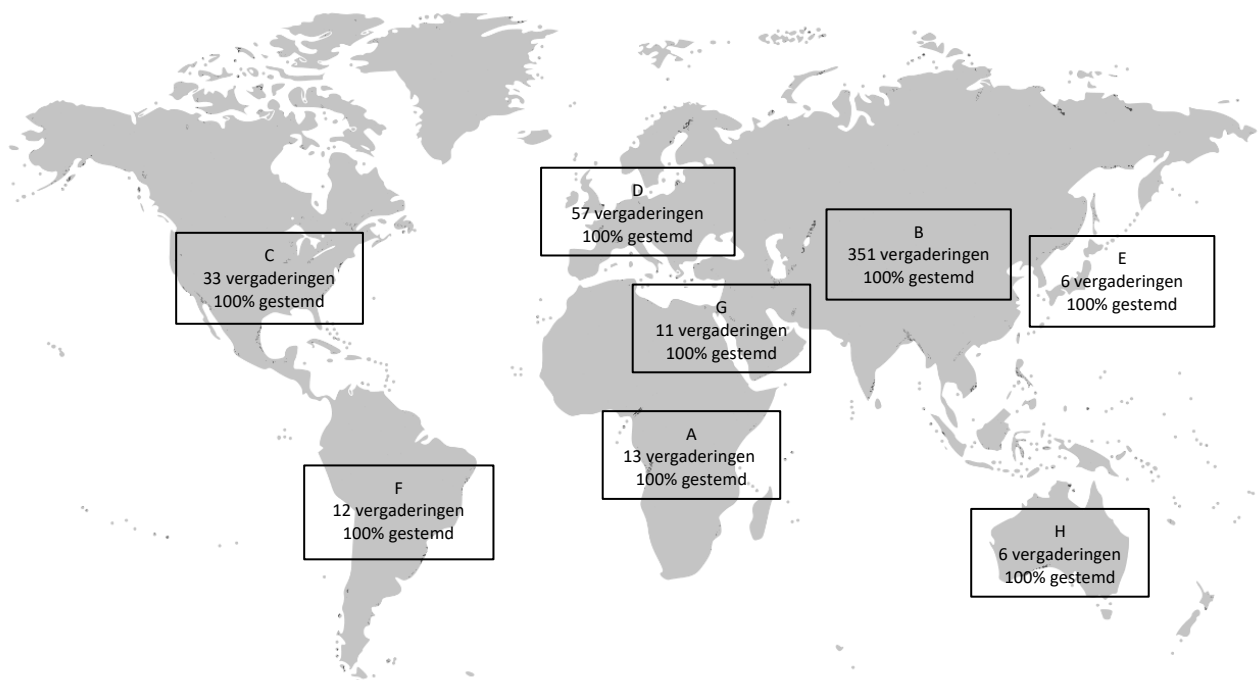 D
57 vergaderingen
100% gestemd
B
351 vergaderingen
100% gestemd
C
33 vergaderingen
100% gestemd
E
6 vergaderingen
100% gestemd
G
11 vergaderingen
100% gestemd
A
13 vergaderingen
100% gestemd
F
12 vergaderingen
100% gestemd
H
6 vergaderingen
100% gestemd